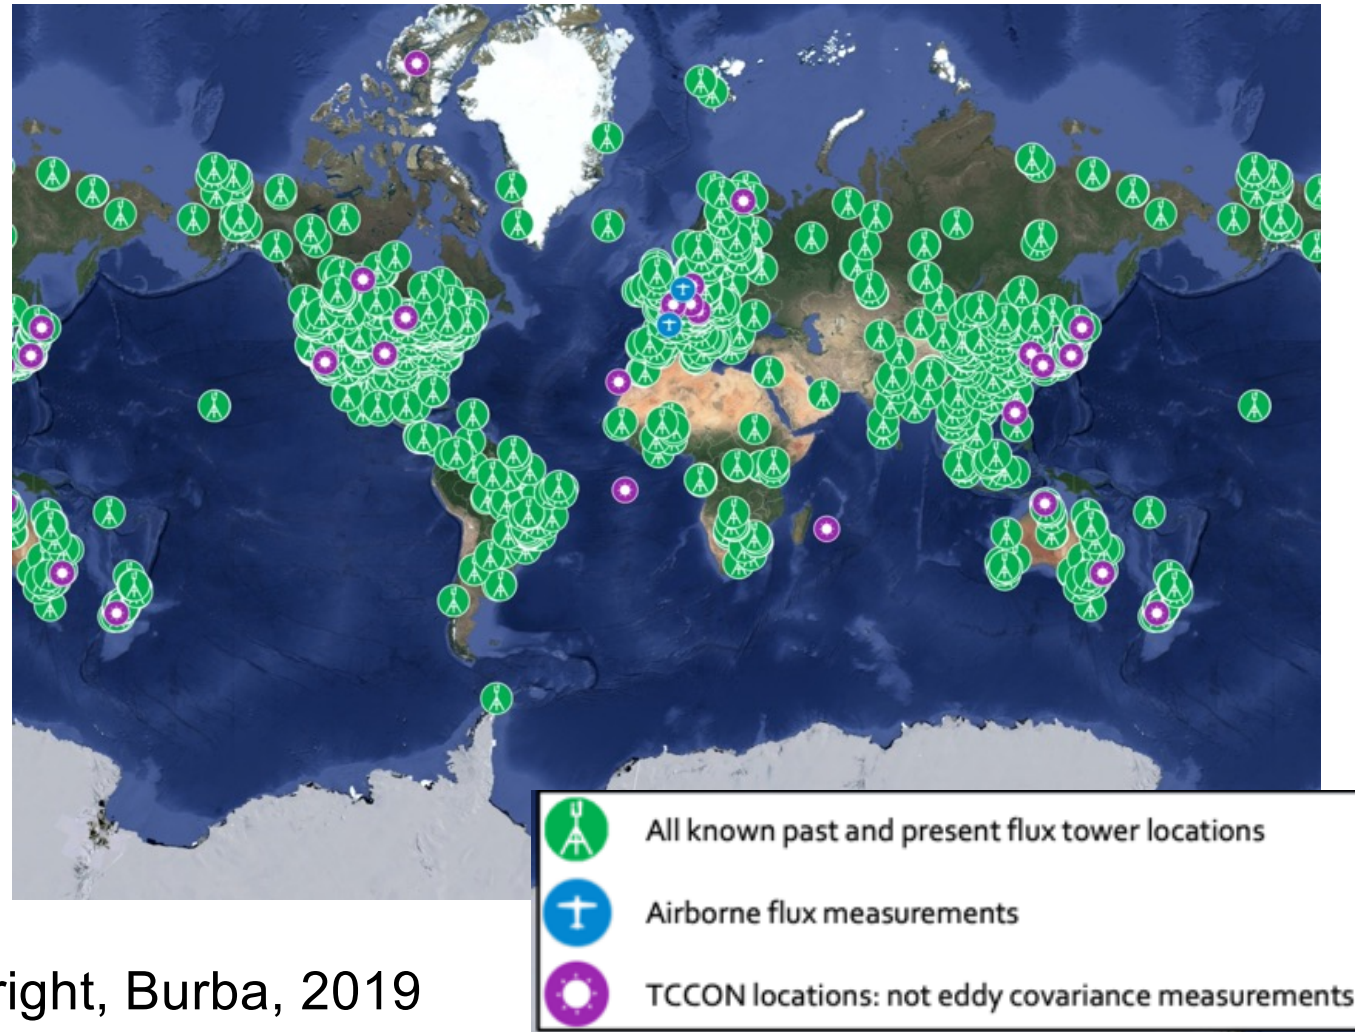 All known past and present flux tower locations
Airborne flux measurements
TCCON locations: not eddy covariance measurements
right, Burba, 2019